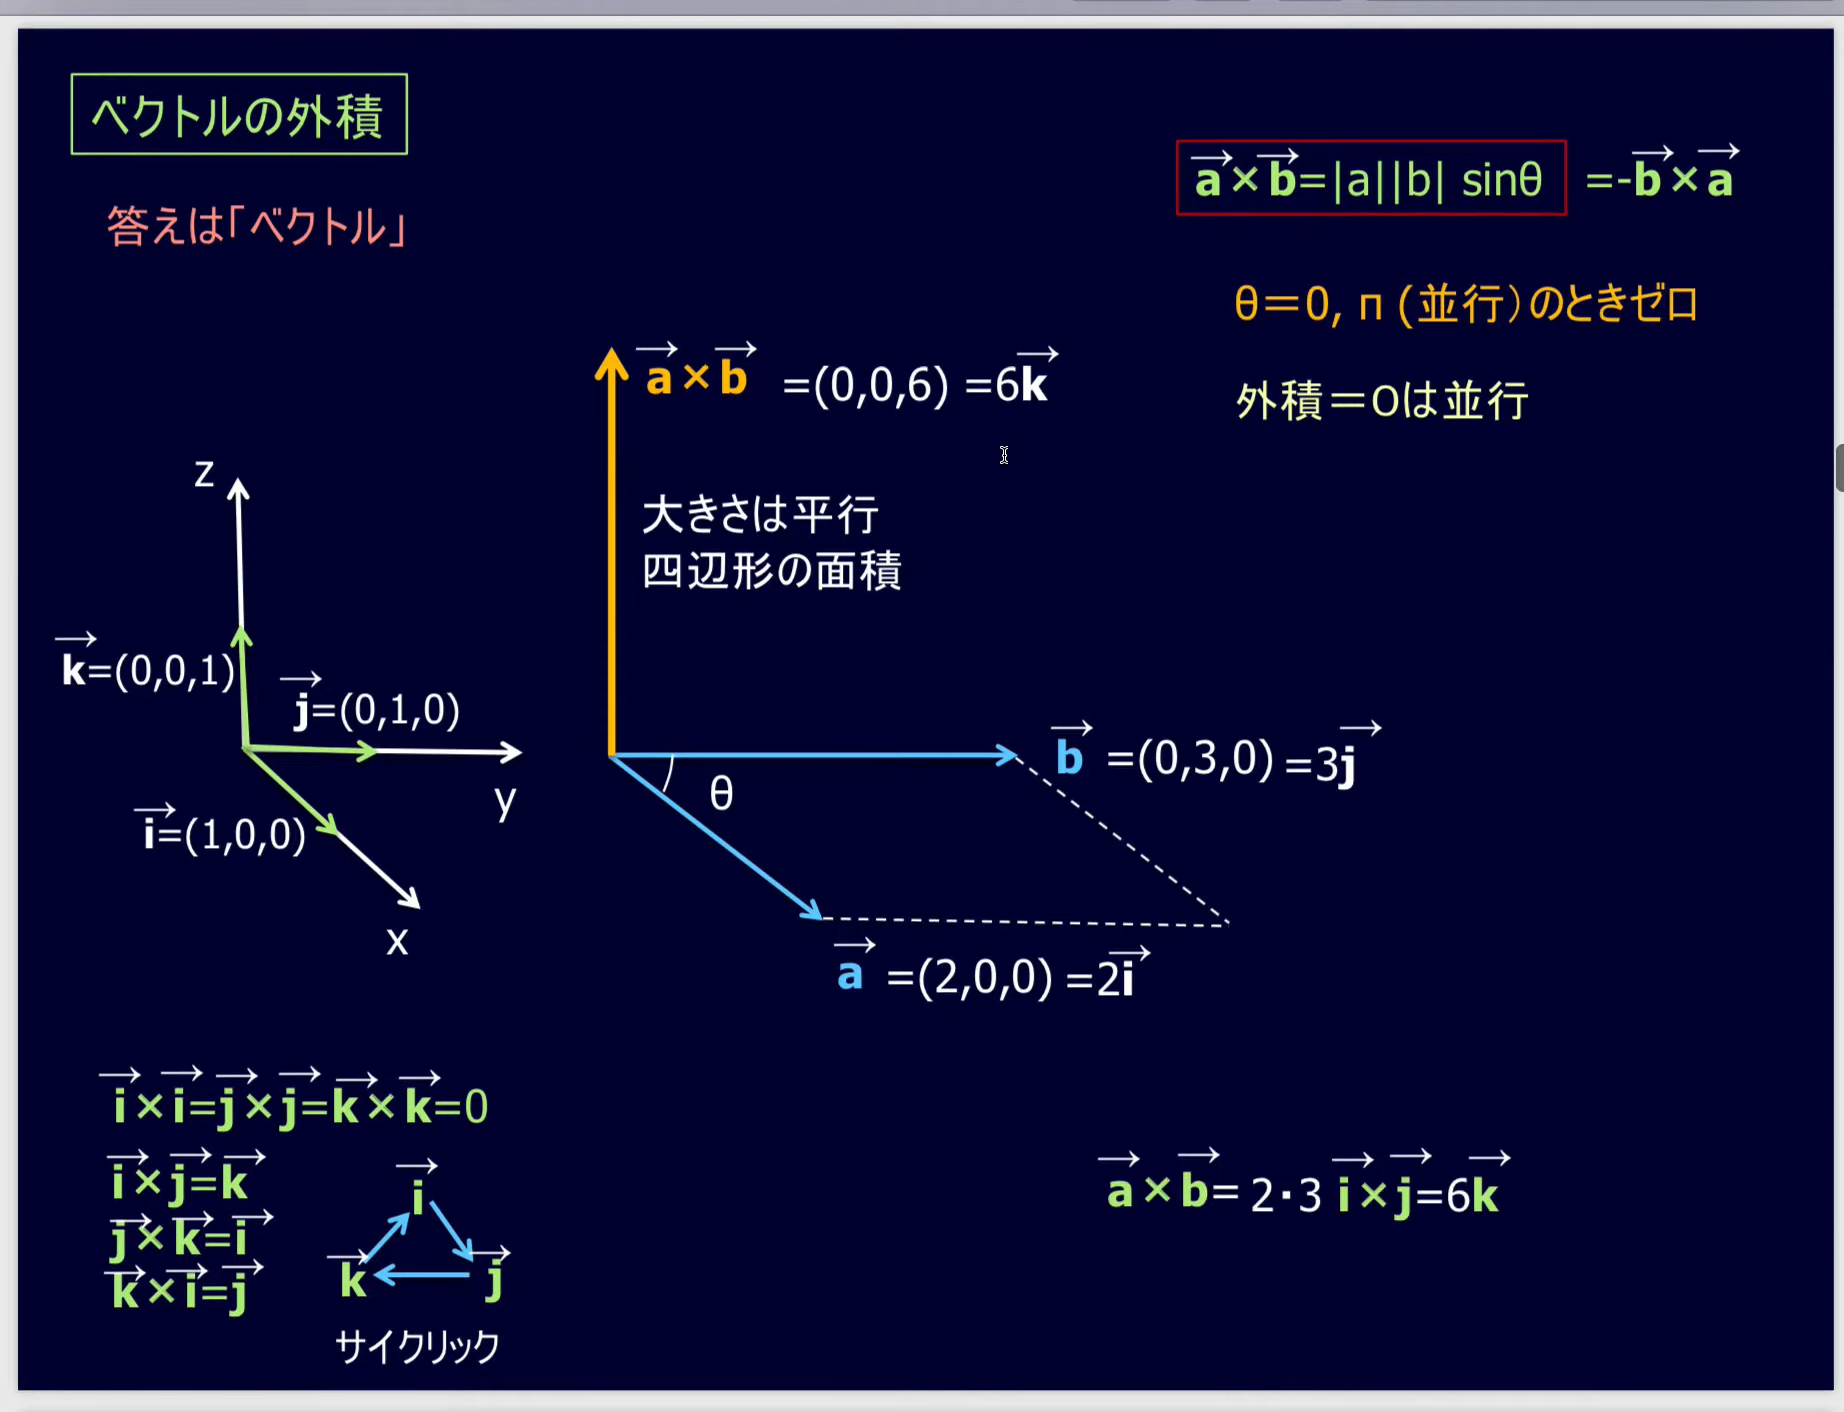 ベクトルの外積
答えは「ベクトル」
a×b=|a||b| sinθ =-b×a
θ=0, π (並行)のときゼロ
外積=0は並行
a×b =(0,0,6) =6k
大きさは平行
四辺形の面積
z
k=(0,0,1)
j=(0,1,0)
y
i=(1,0,0)
x
b =(0,3,0) =3j
θ
a =(2,0,0) =2i
i×i=j×j=k×k=0
i×j=k
j×k=i
k×i=j
i
k
j
サイクリック
a×b= 2·3 i×j=6k